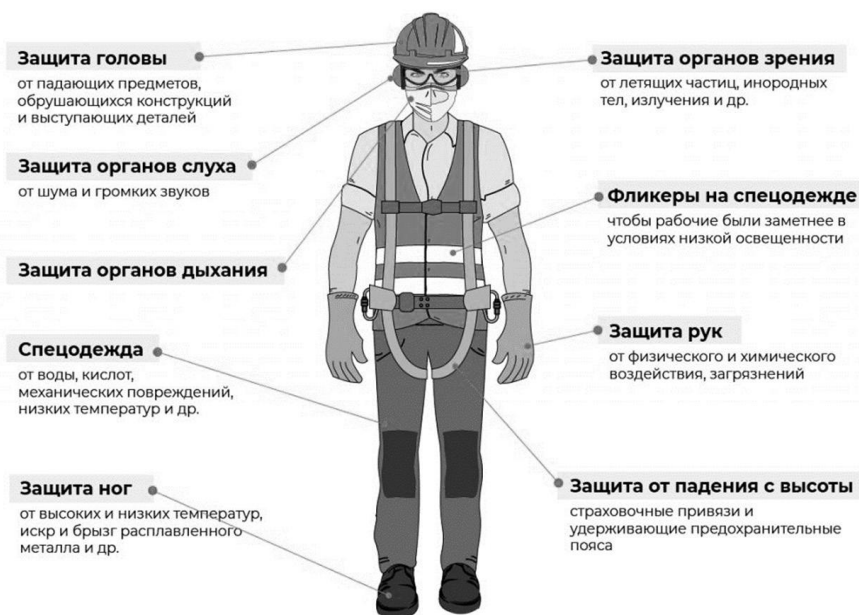 Защита головы
от падающих предметов,
обрушающихся конструкций
и выступающих деталей
Защита органов слуха
от шума и громких звуков
Защита органов дыхания
Спецодежда
от воды, кислот,
механических повреждений,
низких температур и др.
Защита ног
от высоких и низких температур,
искр и брызг расплавленного
металла и др.
Защита органов зрения
от летящих частиц, инородных
тел, излучения и др.
Фликеры на спецодежде
чтобы рабочие были заметнее в
условиях низкой освещенности
Защита рук
от физического и химического
воздействия, загрязнений
Защита от падения с высоты
страховочные привязи и
удерживающие предохранительные
пояса